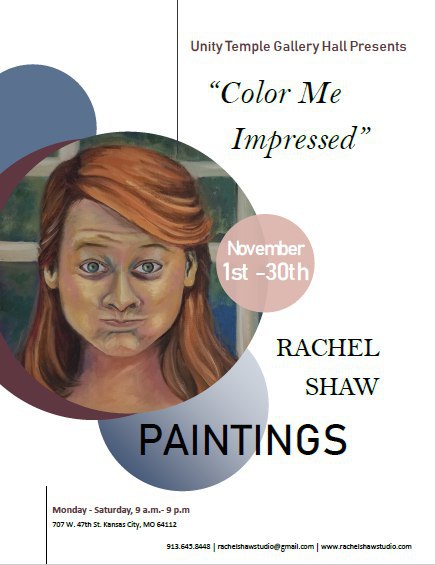 Unity Temple Gallery Hall Presents
“Color Me
Impressed”
November
1st -30th
RACHEL
SHAW
PAINTINGS
Monday - Saturday, 9 a.m.- 9 p.m
707 W. 47th St. Kansas City, MO 64112
913.645.8448 | rachelshawstudio@gmail.com | www.rachelshawstudio.com